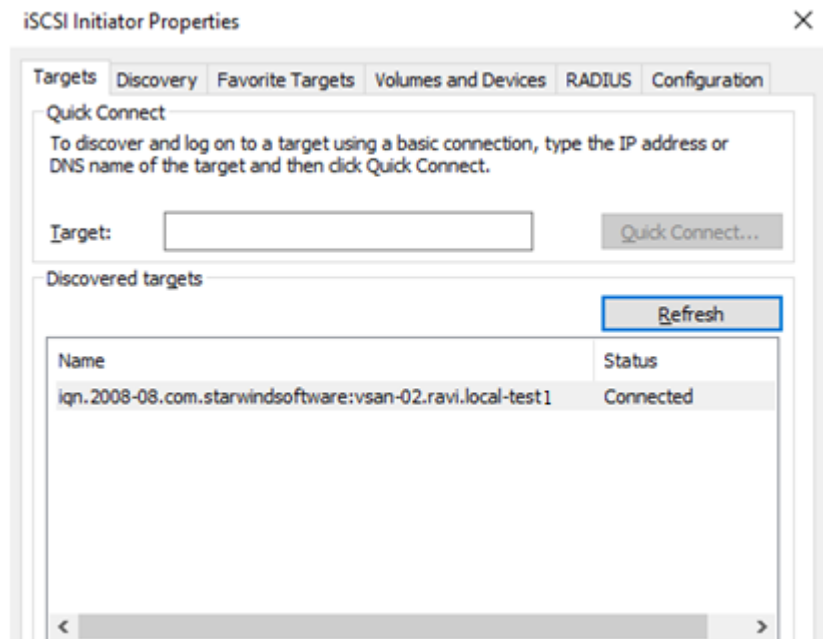 iSCSI Initiator Properties
Targets Discovery Favorite Targets Volumes and Devices RADIUS Configuration
Quick Connect
To discover and log on to a target using a basic connection, type the IP address or
DNS name of the target and then click Quick Connect.
Target:
Quick Connect...
Discovered targets
Refresh
Name Status
iqn.2008-08.com.starwindsoftware:vsan-02.ravi.local-test1 Connected